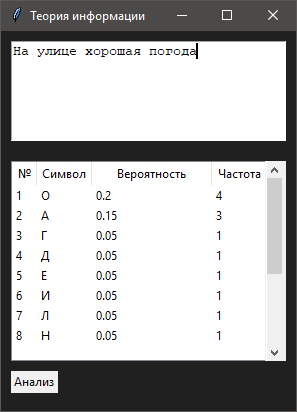 Теория информации
На улице хорошая погода
№ Символ Вероятность Частота
1 О 0.2 4
2 А 0.15 3
3 Г 0.05 1
4 Д 0.05 1
5 Е 0.05 1
6 И 0.05 1
7 Л 0.05 1
8 Н 0.05 1
Анализ